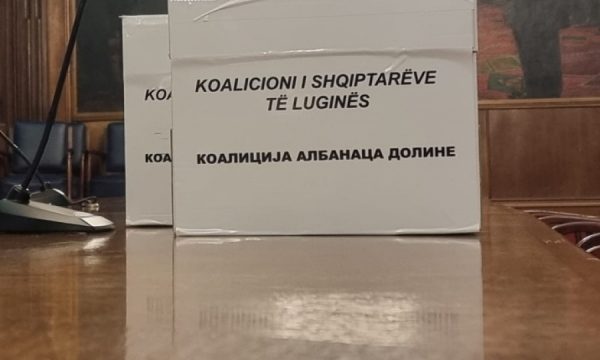 KOALICIONI I SHQIPTARËVE
TË LUGINËS
КОАЛИЦИЈА АЛБАНАЦА ДОЛИНЕ